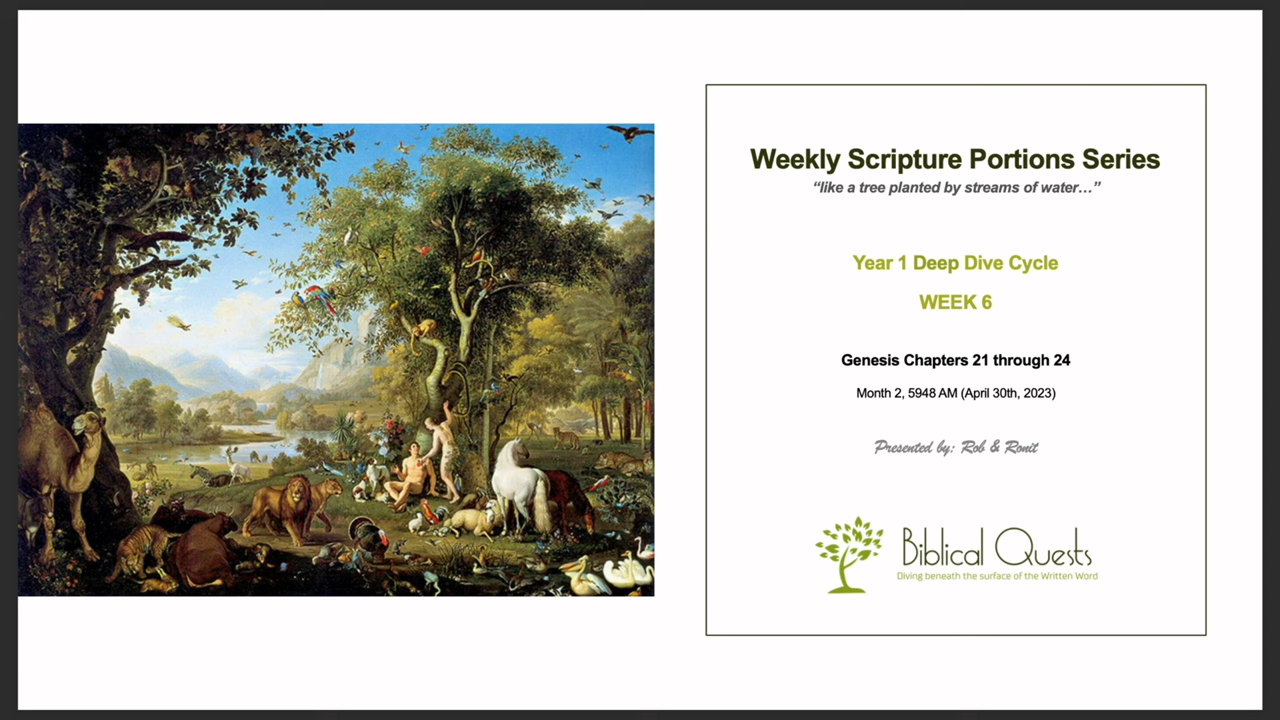 Weekly Scripture Portions Series
“like a tree planted by streams of water…”
Year 1 Deep Dive Cycle
WEEK 6
Genesis Chapters 21 through 24
Month 2, 5948 AM (April 30th, 2023)
Presented by: Rob & Ronit
Biblical Quests
Diving beneath the surface of the Written Word